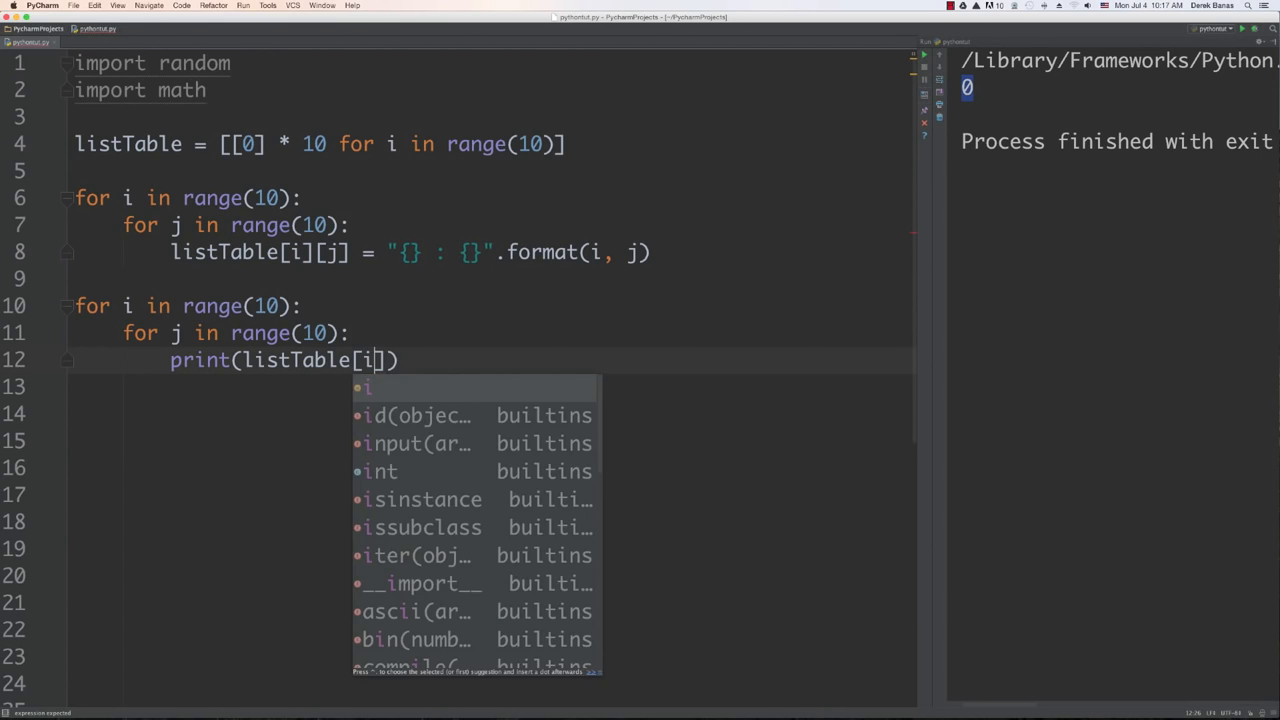 PyCharm File Edit View Navigate Code Refactor Run Tools VCS Window Help
10 Mon Jul 4 10:17 AM Derek Banas
pythontut.py - PycharmProjects - [~/PycharmProjects]
PycharmProjects pythontut.py
pythontut
pythontut.py
Run pythontut
1 import random
2 import math
3
4 listTable = [[0] * 10 for i in range(10)]
5
6 for i in range(10):
7 for j in range(10):
8 listTable[i][j] = "{} : {}".format(i, j)
9
10 for i in range(10):
11 for j in range(10):
12 print(listTable[i])
13
14
15
16
17
18
19
20
21
22
23
24
25
i
id(objec… builtins
input(ar… builtins
int builtins
isinstance builti…
issubclass builti…
iter(obj… builtins
__import__ builti…
ascii(ar… builtins
bin(numb… builtins
compile(
Press ^. to choose the selected (or first) suggestion and insert a dot afterwards >>
/Library/Frameworks/Python.
0
Process finished with exit
expression expected
12:26 LF÷ UTF-8÷